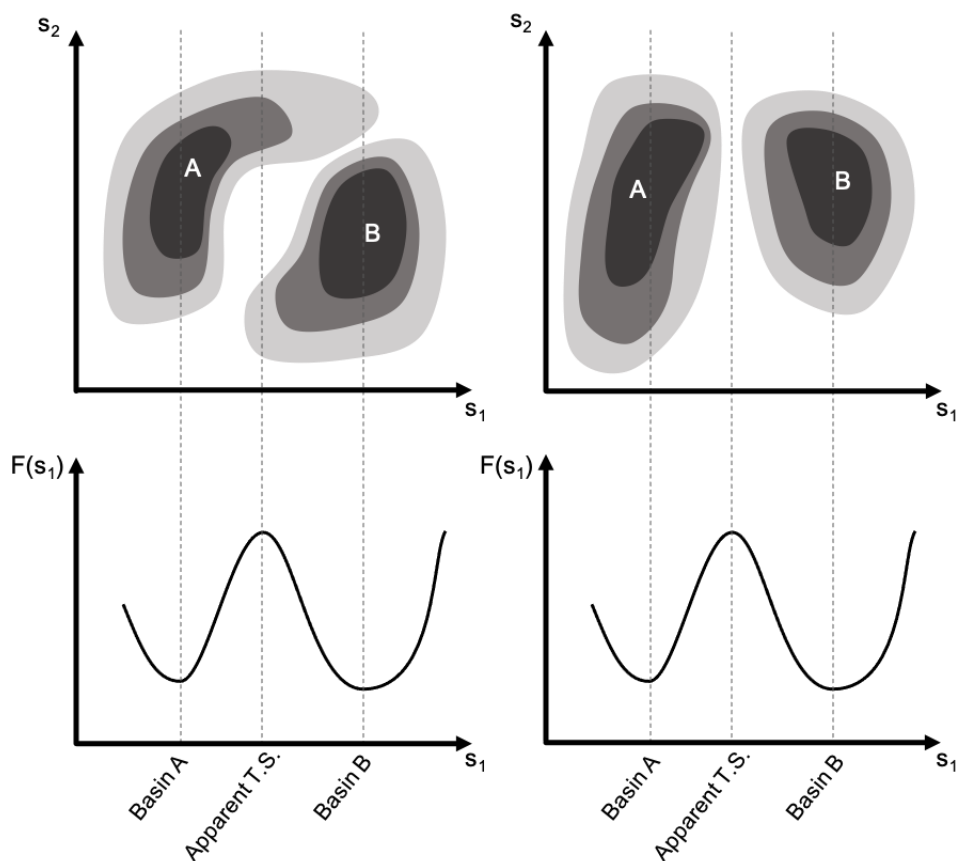 s₂
A
B
s₁
s₂
A
B
s₁
F(s₁)
s₁
Basin A
Apparent T.S.
Basin B
F(s₁)
s₁
Basin A
Apparent T.S.
Basin B